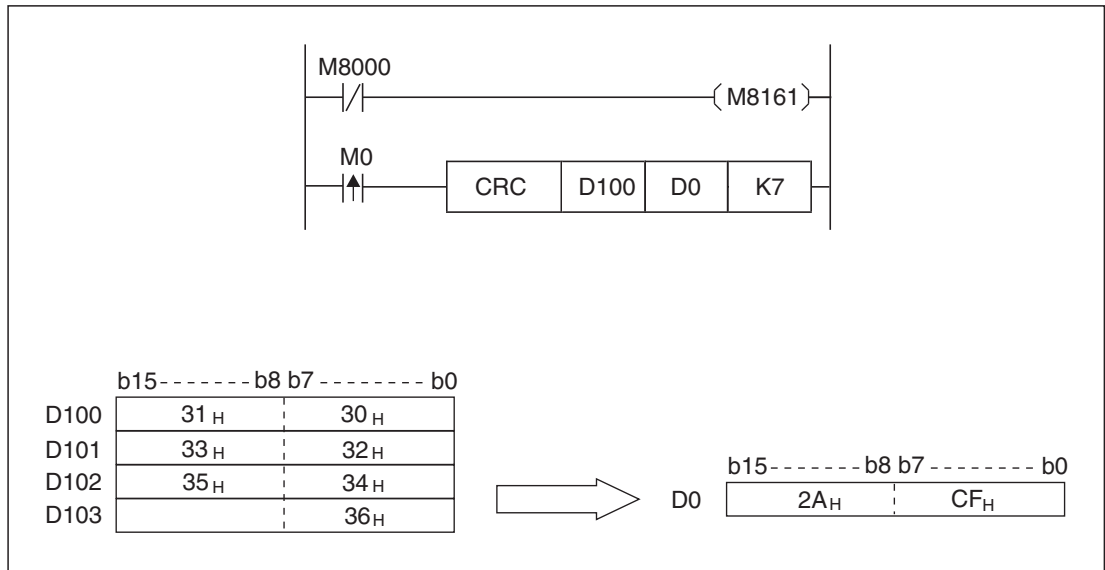 M8000
M8161
M0
CRC D100 D0 K7
b15 - - - - - - - b8 b7 - - - - - - - - - b0
D100 31H 30H
D101 33H 32H
D102 35H 34H
D103 36H
b15 - - - - - - - b8 b7 - - - - - - - - b0
D0 2AH CFH